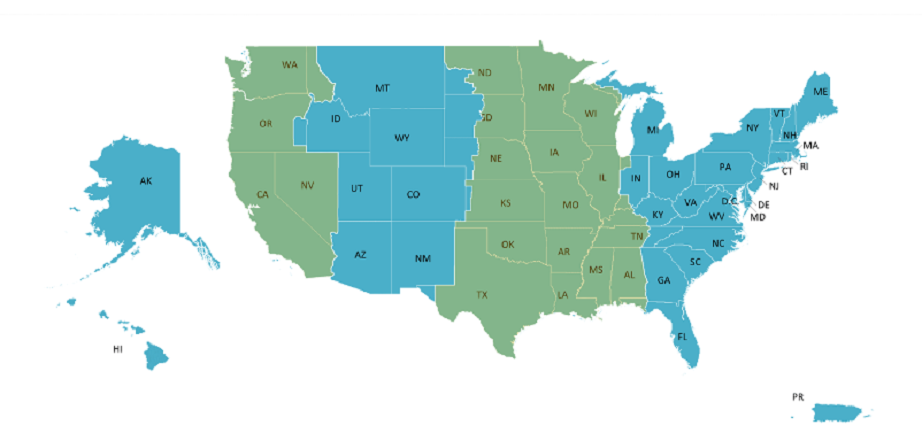 WA
MT
ND
MN
ME
OR
ID
WY
SD
WI
MI
NY
VT
NH
MA
NV
CA
UT
CO
NE
IA
IL
IN
OH
PA
CT
RI
NJ
AK
KS
MO
KY
VA
WV
D.C.
DE
MD
AZ
NM
OK
AR
TN
NC
SC
TX
LA
MS
AL
GA
FL
HI
PR